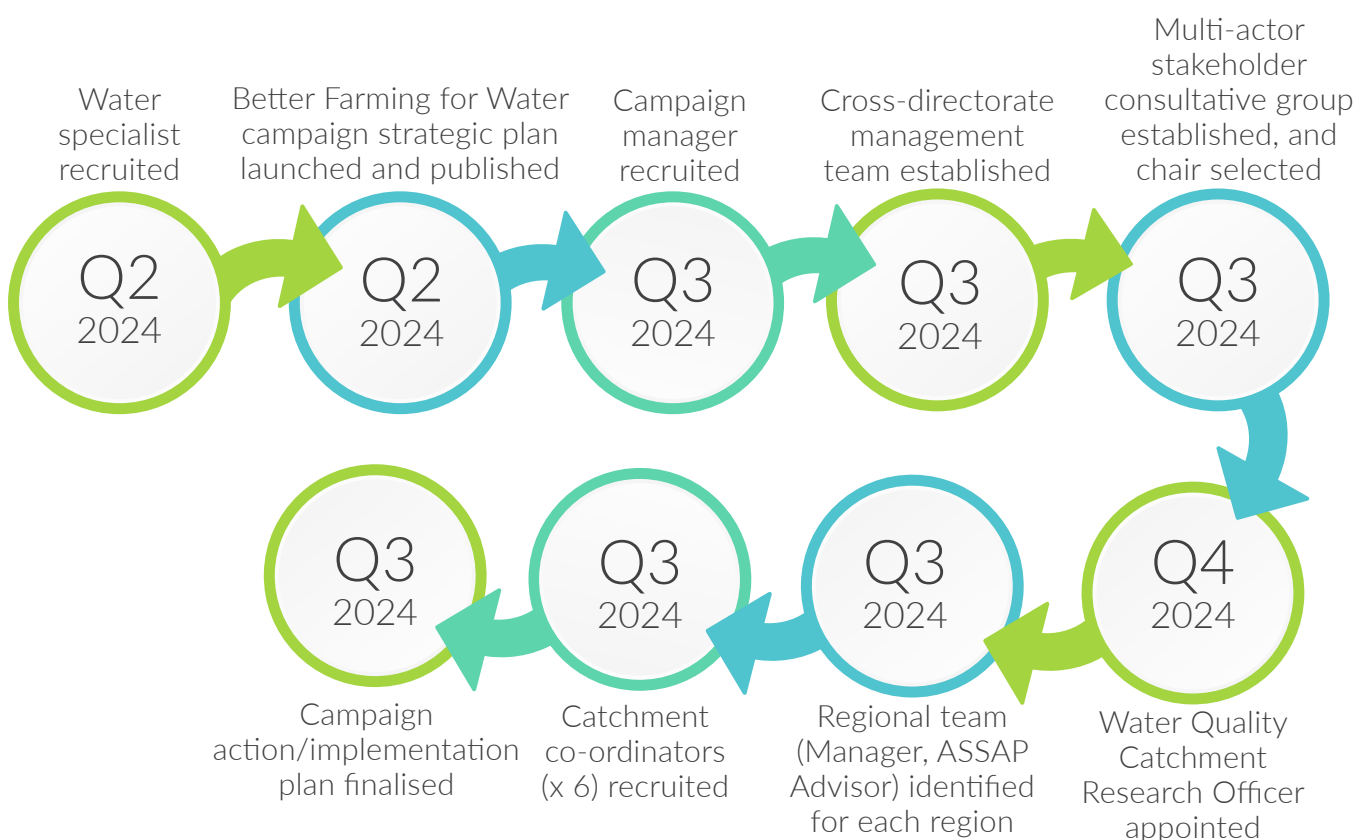 Water
specialist
recruited
Q2
2024
Better Farming for Water
campaign strategic plan
launched and published
Q2
2024
Campaign
manager
recruited
Q3
2024
Cross-directorate
management
team established
Q3
2024
Multi-actor
stakeholder
consultative group
established, and
chair selected
Q3
2024
Q4
2024
Water Quality
Catchment
Research Officer
appointed
Q3
2024
Regional team
(Manager, ASSAP
Advisor) identified
for each region
Q3
2024
Catchment
co-ordinators
(x 6) recruited
Q3
2024
Campaign
action/implementation
plan finalised